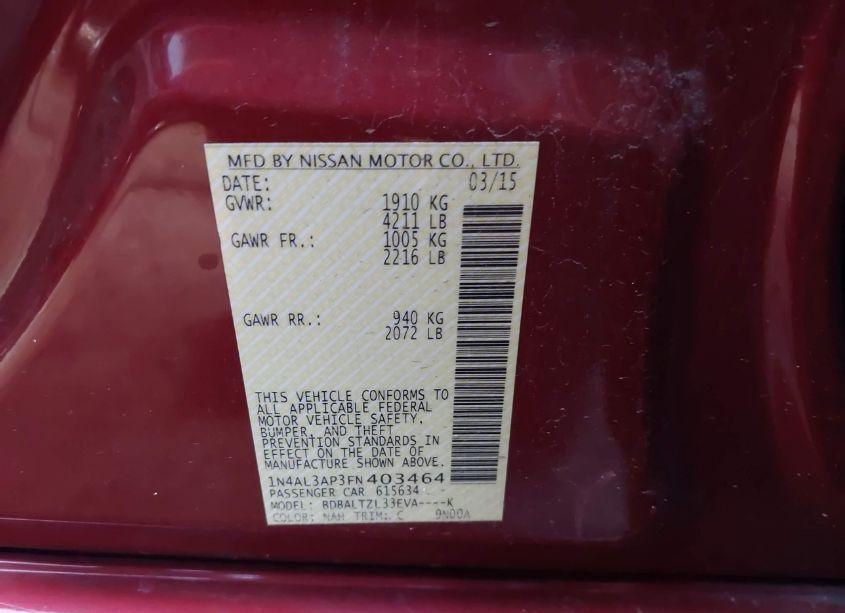 MFD BY NISSAN MOTOR CO., LTD.
DATE: 03/15
GVWR: 1910 KG
4211 LB
GAWR FR.: 1005 KG
2216 LB
GAWR RR.: 940 KG
2072 LB
THIS VEHICLE CONFORMS TO
ALL APPLICABLE FEDERAL
MOTOR VEHICLE SAFETY,
BUMPER, AND THEFT
PREVENTION STANDARDS IN
EFFECT ON THE DATE OF
MANUFACTURE SHOWN ABOVE.
1N4AL3AP3FN403464
PASSENGER CAR 615634
MODEL: BDBALTZL33EVA----K
COLOR: NAH TRIM: C 9N00A